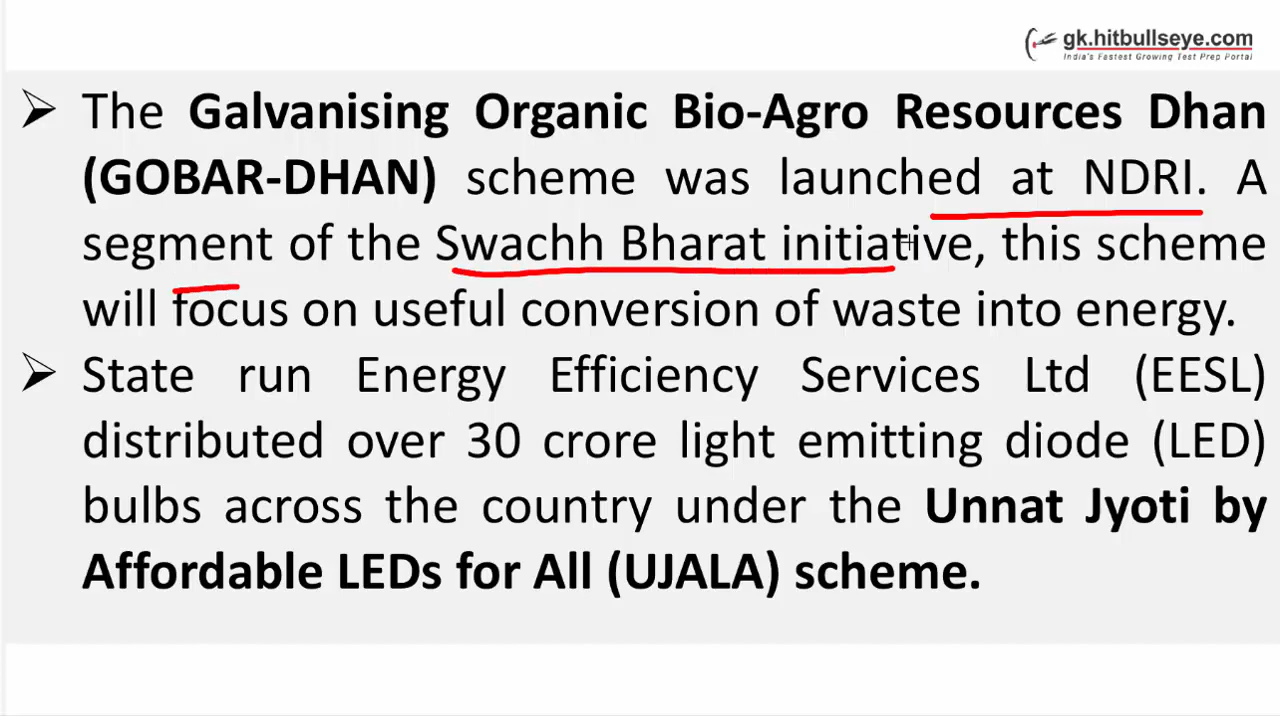 gk.hitbullseye.com
India's Fastest Growing Test Prep Portal
The Galvanising Organic Bio-Agro Resources Dhan
(GOBAR-DHAN) scheme was launched at NDRI. A
segment of the Swachh Bharat initiative, this scheme
will focus on useful conversion of waste into energy.
State run Energy Efficiency Services Ltd (EESL)
distributed over 30 crore light emitting diode (LED)
bulbs across the country under the Unnat Jyoti by
Affordable LEDs for All (UJALA) scheme.